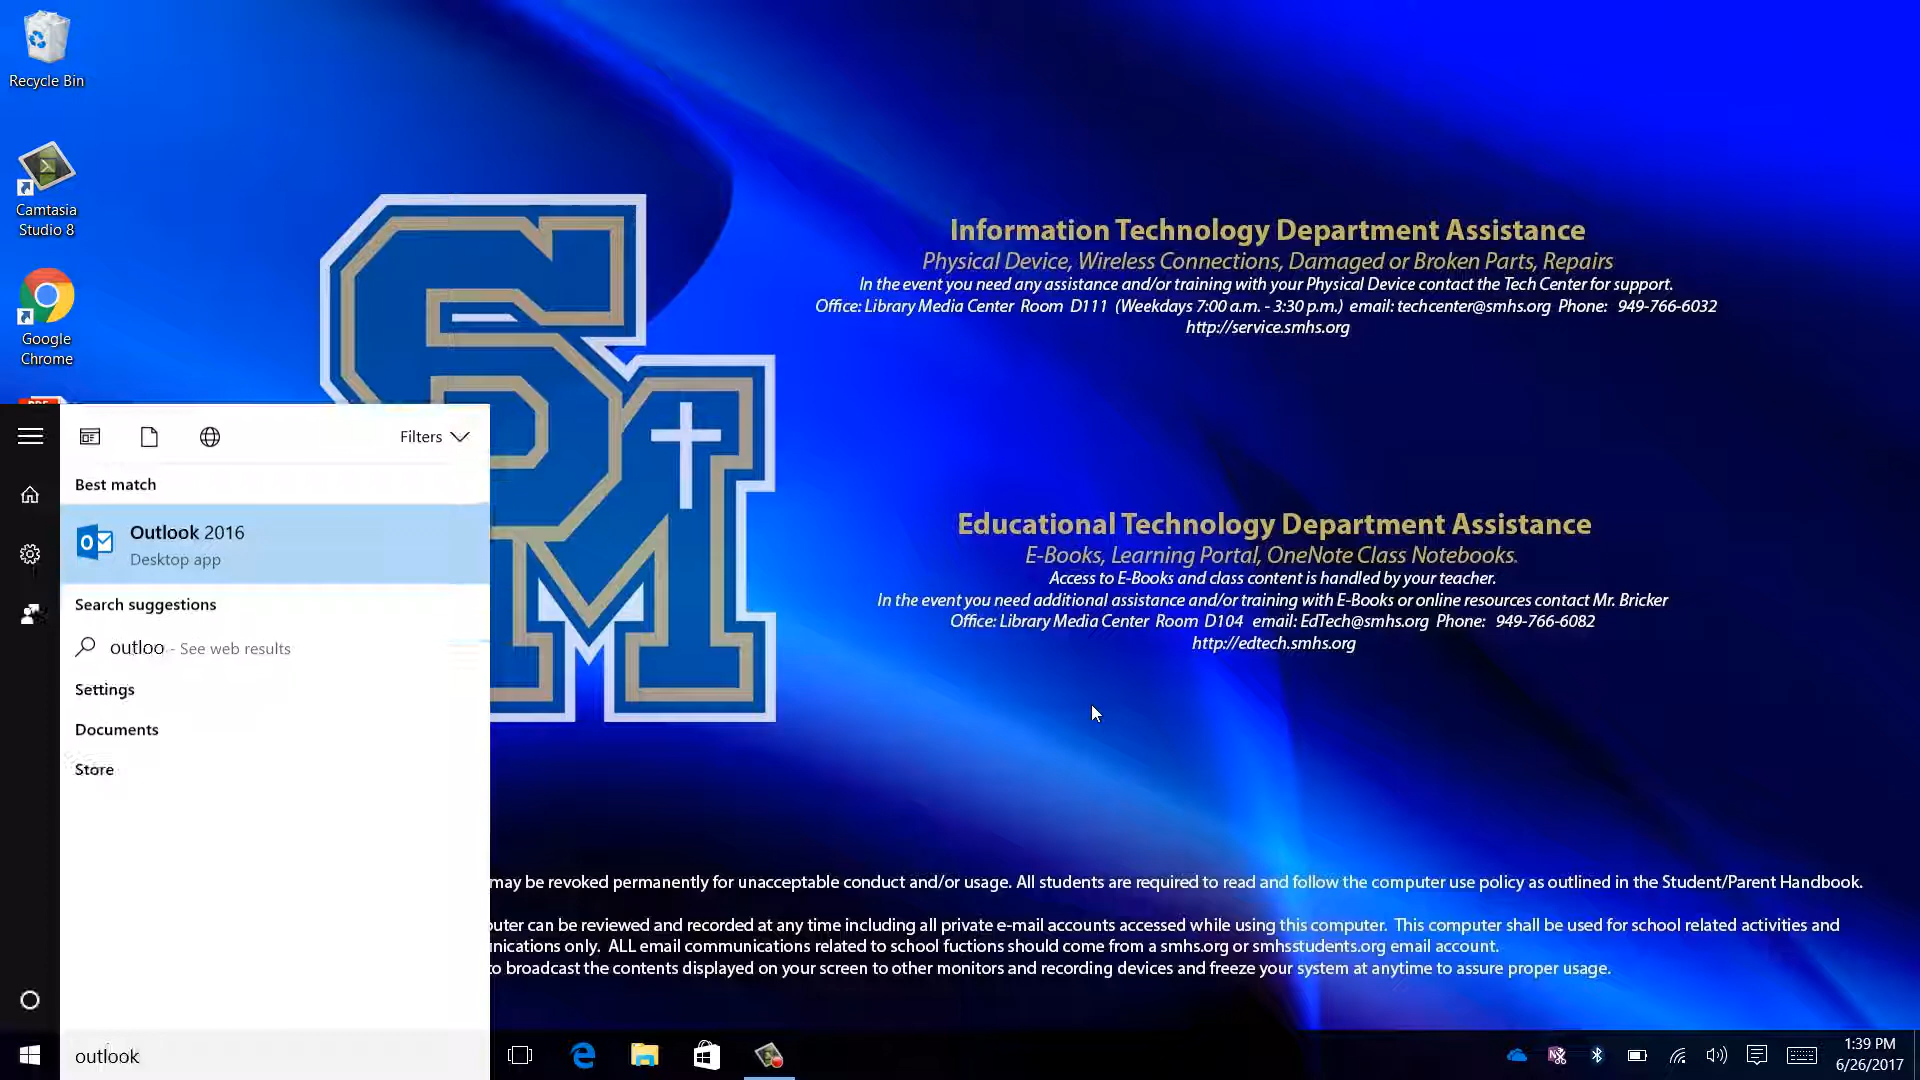 Recycle Bin
Camtasia
Studio 8
Google
Chrome
Information Technology Department Assistance
Physical Device, Wireless Connections, Damaged or Broken Parts, Repairs
In the event you need any assistance and/or training with your Physical Device contact the Tech Center for support.
Office: Library Media Center Room D111 (Weekdays 7:00 a.m. - 3:30 p.m.) email: techcenter@smhs.org Phone: 949-766-6032
http://service.smhs.org
SM
Filters
Best match
Outlook 2016
Desktop app
Search suggestions
outloo - See web results
Settings
Documents
Store
Educational Technology Department Assistance
E-Books, Learning Portal, OneNote Class Notebooks.
Access to E-Books and class content is handled by your teacher.
In the event you need additional assistance and/or training with E-Books or online resources contact Mr. Bricker
Office: Library Media Center Room D104 email: EdTech@smhs.org Phone: 949-766-6082
http://edtech.smhs.org
may be revoked permanently for unacceptable conduct and/or usage. All students are required to read and follow the computer use policy as outlined in the Student/Parent Handbook.
can be reviewed and recorded at any time including all private e-mail accounts accessed while using this computer. This computer shall be used for school related activities and
only. ALL email communications related to school fuctions should come from a smhs.org or smhsstudents.org email account.
to broadcast the contents displayed on your screen to other monitors and recording devices and freeze your system at anytime to assure proper usage.
outlook
1:39 PM
6/26/2017